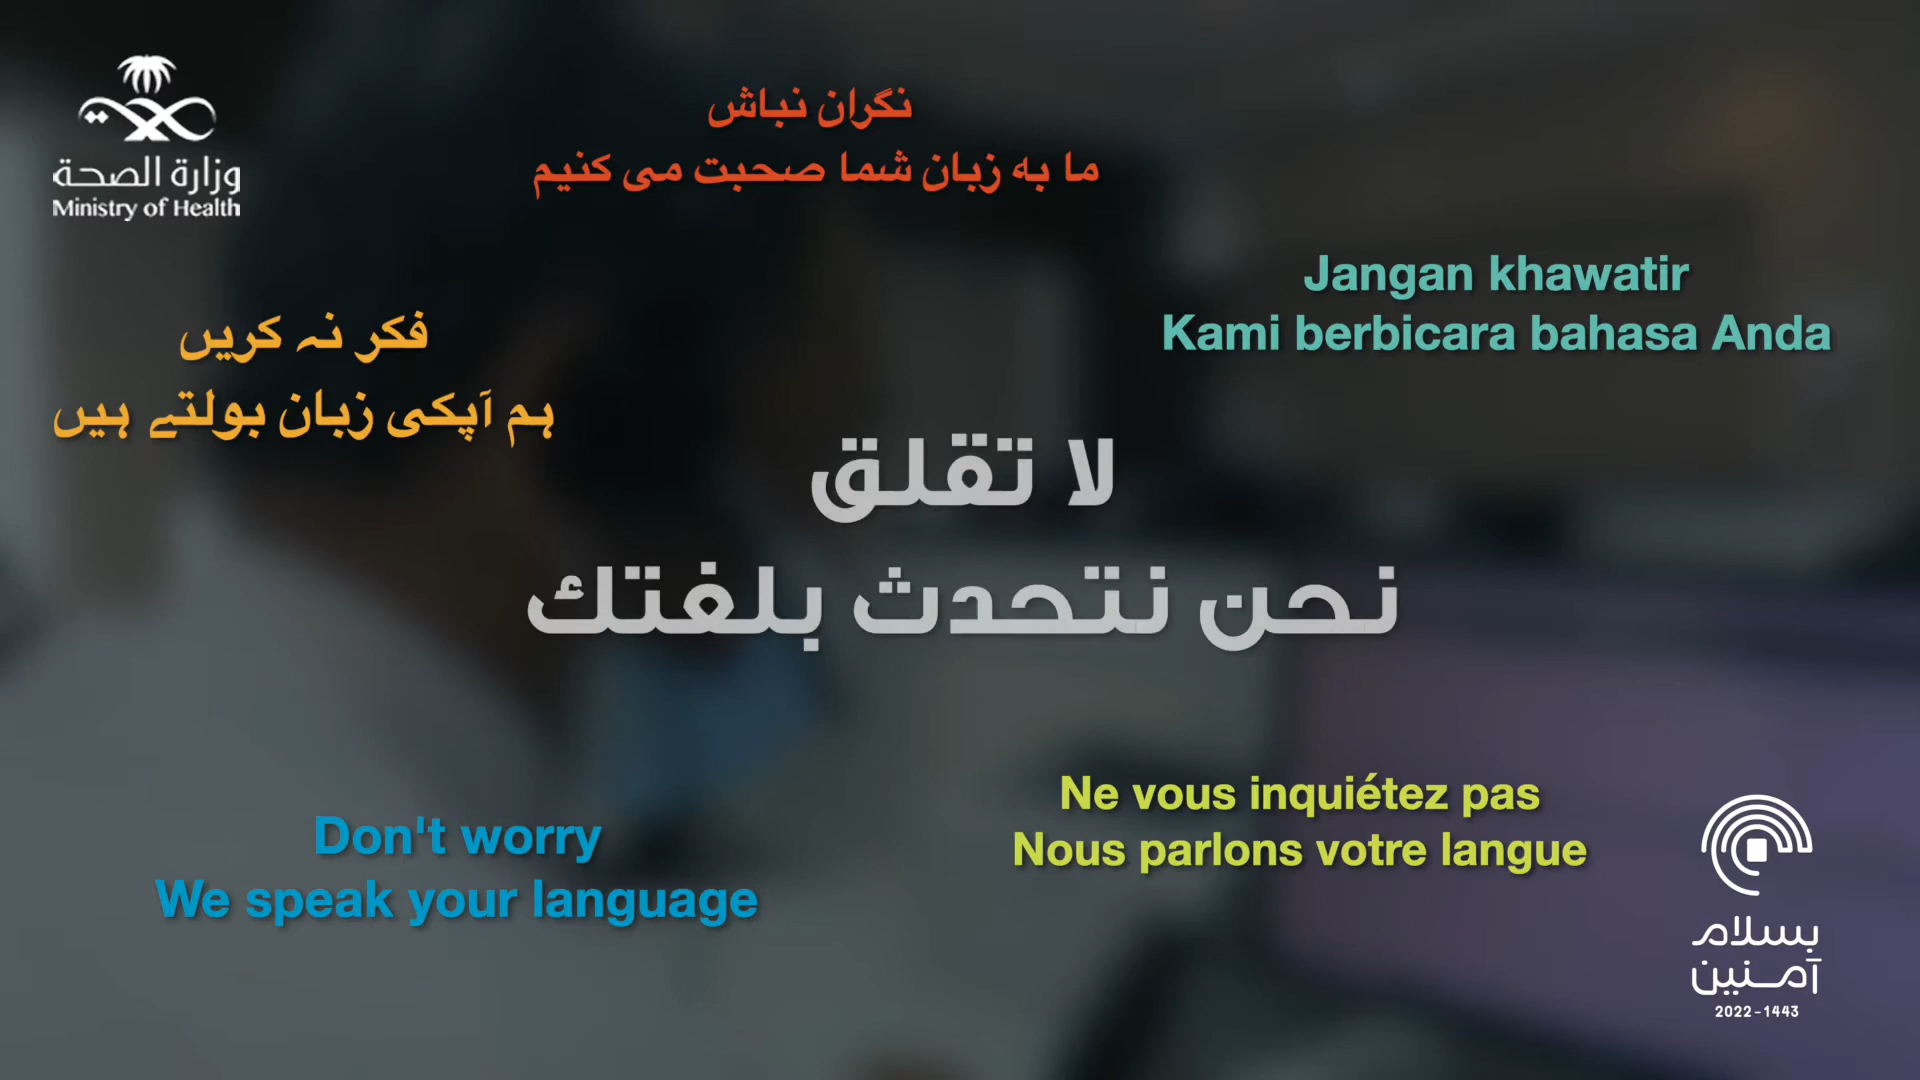 وزارة الصحة
Ministry of Health
نگران نباش
ما به زبان شما صحبت می کنیم
Jangan khawatir
Kami berbicara bahasa Anda
فکر نہ کریں
ہم آپکی زبان بولتے ہیں
لا تقلق
نحن نتحدث بلغتك
Ne vous inquiétez pas
Nous parlons votre langue
Don't worry
We speak your language
بسلام
آمنين
2022-1443